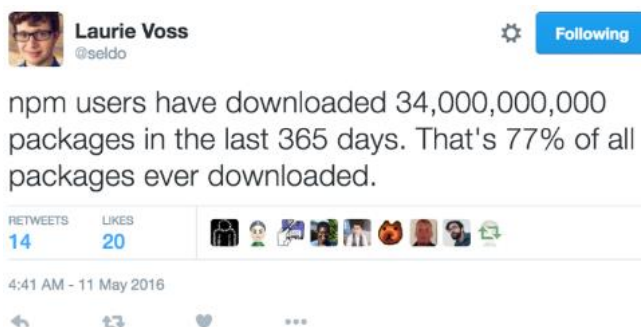 Laurie Voss
@seldo
Following
npm users have downloaded 34,000,000,000
packages in the last 365 days. That's 77% of all
packages ever downloaded.
RETWEETS LIKES
14 20
4:41 AM - 11 May 2016